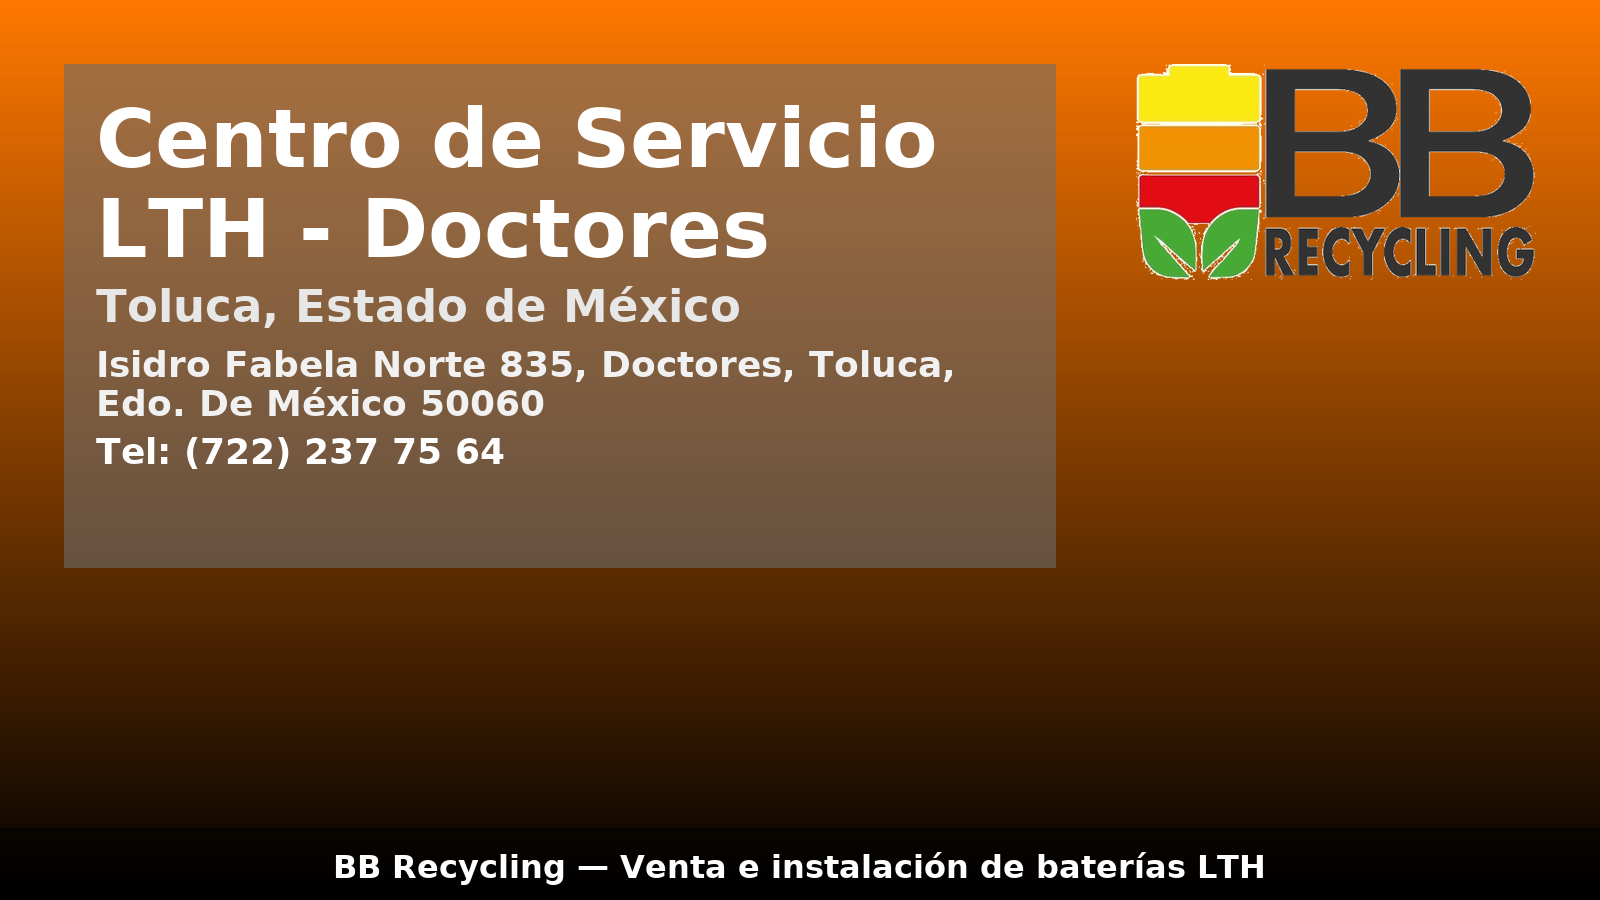 Centro de Servicio
LTH - Doctores
Toluca, Estado de México
Isidro Fabela Norte 835, Doctores, Toluca,
Edo. De México 50060
Tel: (722) 237 75 64
BB
RECYCLING
BB Recycling — Venta e instalación de baterías LTH